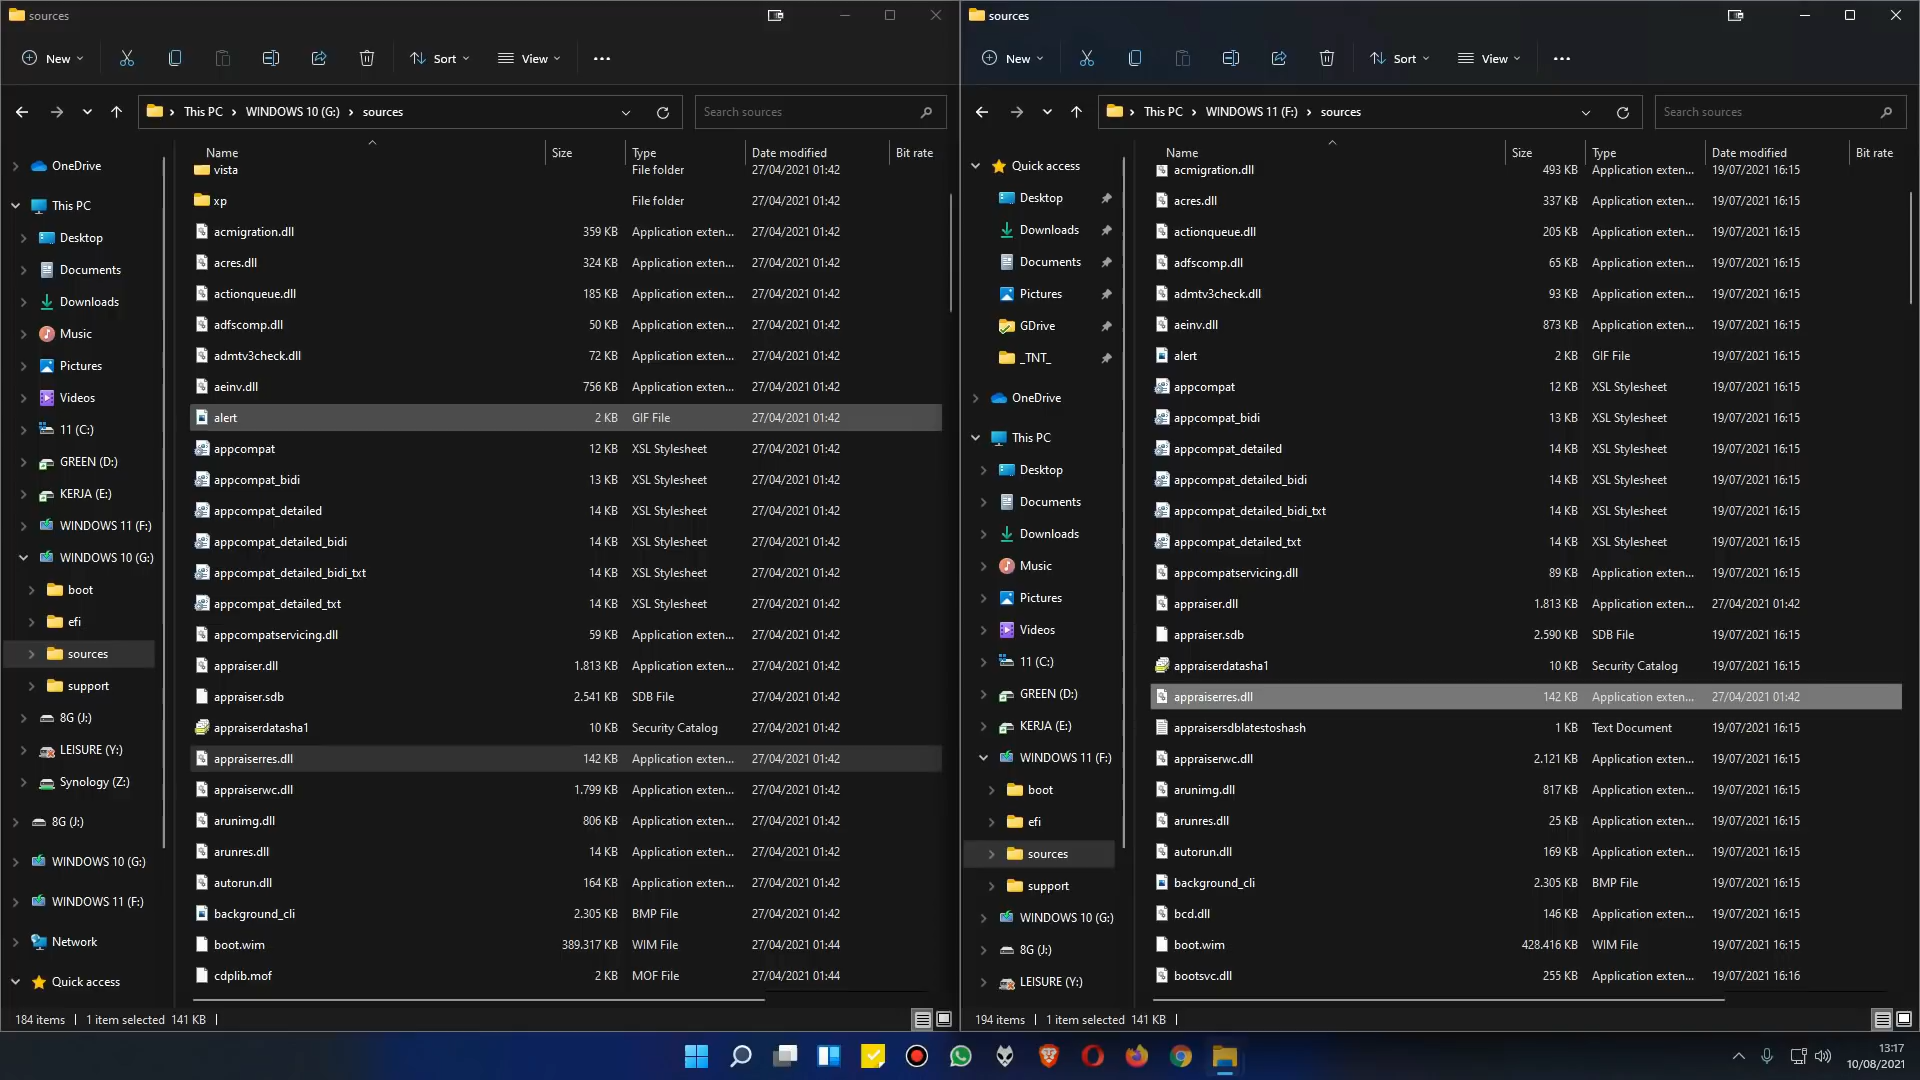 sources
New
Sort
View
This PC
WINDOWS 10 (G:)
sources
Search sources
Name Size Type Date modified Bit rate
vista File folder 27/04/2021 01:42
xp File folder 27/04/2021 01:42
acmigration.dll 359 KB Application exten... 27/04/2021 01:42
acres.dll 324 KB Application exten... 27/04/2021 01:42
actionqueue.dll 185 KB Application exten... 27/04/2021 01:42
adfscomp.dll 50 KB Application exten... 27/04/2021 01:42
admtv3check.dll 72 KB Application exten... 27/04/2021 01:42
aeinv.dll 756 KB Application exten... 27/04/2021 01:42
alert 2 KB GIF File 27/04/2021 01:42
appcompat 12 KB XSL Stylesheet 27/04/2021 01:42
appcompat_bidi 13 KB XSL Stylesheet 27/04/2021 01:42
appcompat_detailed 14 KB XSL Stylesheet 27/04/2021 01:42
appcompat_detailed_bidi 14 KB XSL Stylesheet 27/04/2021 01:42
appcompat_detailed_bidi_txt 14 KB XSL Stylesheet 27/04/2021 01:42
appcompat_detailed_txt 14 KB XSL Stylesheet 27/04/2021 01:42
appcompatservicing.dll 59 KB Application exten... 27/04/2021 01:42
appraiser.dll 1.813 KB Application exten... 27/04/2021 01:42
appraiser.sdb 2.541 KB SDB File 27/04/2021 01:42
appraiserdatasha1 10 KB Security Catalog 27/04/2021 01:42
appraiserres.dll 142 KB Application exten... 27/04/2021 01:42
appraiserwc.dll 1.799 KB Application exten... 27/04/2021 01:42
arunimg.dll 806 KB Application exten... 27/04/2021 01:42
arunres.dll 14 KB Application exten... 27/04/2021 01:42
autorun.dll 164 KB Application exten... 27/04/2021 01:42
background_cli 2.305 KB BMP File 27/04/2021 01:42
boot.wim 389.317 KB WIM File 27/04/2021 01:44
cdplib.mof 2 KB MOF File 27/04/2021 01:44
OneDrive
This PC
Desktop
Documents
Downloads
Music
Pictures
Videos
11 (C:)
GREEN (D:)
KERJA (E:)
WINDOWS 11 (F:)
WINDOWS 10 (G:)
boot
efi
sources
support
8G (J:)
LEISURE (Y:)
Synology (Z:)
8G (J:)
WINDOWS 10 (G:)
WINDOWS 11 (F:)
Network
Quick access
184 items 1 item selected 141 KB
sources
New
Sort
View
This PC
WINDOWS 11 (F:)
sources
Search sources
Name Size Type Date modified Bit rate
acmigration.dll 493 KB Application exten... 19/07/2021 16:15
acres.dll 337 KB Application exten... 19/07/2021 16:15
actionqueue.dll 205 KB Application exten... 19/07/2021 16:15
adfscomp.dll 65 KB Application exten... 19/07/2021 16:15
admtv3check.dll 93 KB Application exten... 19/07/2021 16:15
aeinv.dll 873 KB Application exten... 19/07/2021 16:15
alert 2 KB GIF File 19/07/2021 16:15
appcompat 12 KB XSL Stylesheet 19/07/2021 16:15
appcompat_bidi 13 KB XSL Stylesheet 19/07/2021 16:15
appcompat_detailed 14 KB XSL Stylesheet 19/07/2021 16:15
appcompat_detailed_bidi 14 KB XSL Stylesheet 19/07/2021 16:15
appcompat_detailed_bidi_txt 14 KB XSL Stylesheet 19/07/2021 16:15
appcompat_detailed_txt 14 KB XSL Stylesheet 19/07/2021 16:15
appcompatservicing.dll 89 KB Application exten... 19/07/2021 16:15
appraiser.dll 1.813 KB Application exten... 27/04/2021 01:42
appraiser.sdb 2.590 KB SDB File 19/07/2021 16:15
appraiserdatasha1 10 KB Security Catalog 19/07/2021 16:15
appraiserres.dll 142 KB Application exten... 27/04/2021 01:42
appraisersdblatestoshash 1 KB Text Document 19/07/2021 16:15
appraiserwc.dll 2.121 KB Application exten... 19/07/2021 16:15
arunimg.dll 817 KB Application exten... 19/07/2021 16:15
arunres.dll 25 KB Application exten... 19/07/2021 16:15
autorun.dll 169 KB Application exten... 19/07/2021 16:15
background_cli 2.305 KB BMP File 19/07/2021 16:15
bcd.dll 146 KB Application exten... 19/07/2021 16:15
boot.wim 428.416 KB WIM File 19/07/2021 16:15
bootsvc.dll 255 KB Application exten... 19/07/2021 16:16
Quick access
Desktop
Downloads
Documents
Pictures
GDrive
_TNT_
OneDrive
This PC
Desktop
Documents
Downloads
Music
Pictures
Videos
11 (C:)
GREEN (D:)
KERJA (E:)
WINDOWS 11 (F:)
boot
efi
sources
support
WINDOWS 10 (G:)
8G (J:)
LEISURE (Y:)
194 items 1 item selected 141 KB
13:17
10/08/2021